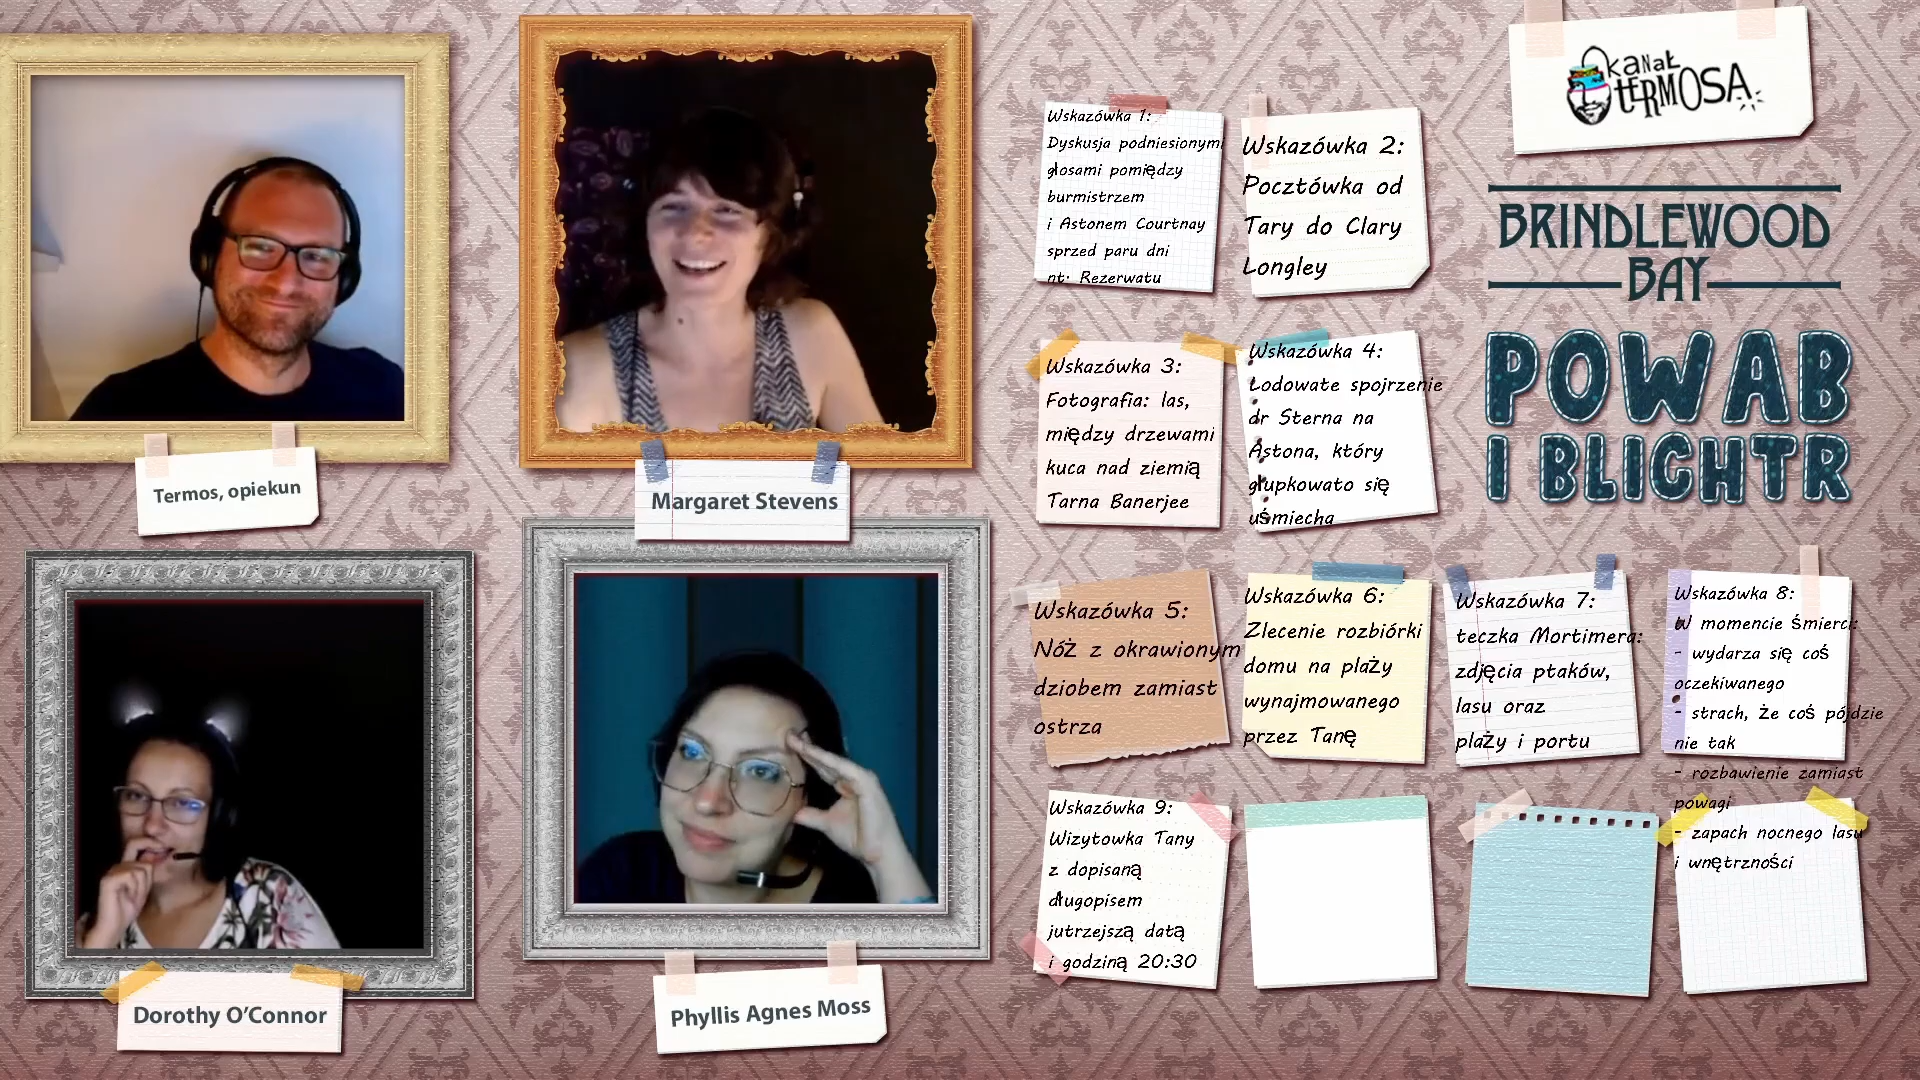 Termos, opiekun
Margaret Stevens
Dorothy O'Connor
Phyllis Agnes Moss
Wskazówka 1:
Dyskusja podniesionymi
głosami pomiędzy
burmistrzem
i Astonem Courtnay
sprzed paru dni
nt. Rezerwatu
Wskazówka 2:
Pocztówka od
Tary do Clary
Longley
Wskazówka 3:
Fotografia: las,
między drzewami
kuca nad ziemią
Tarna Banerjee
Wskazówka 4:
Lodowate spojrzenie
dr Sterna na
Astona, który
głupkowato się
uśmiecha
Wskazówka 5:
Nóż z okrawionym
dziobem zamiast
ostrza
Wskazówka 6:
Zlecenie rozbiórki
domu na plaży
wynajmowanego
przez Tanę
Wskazówka 7:
teczka Mortimera:
zdjęcia ptaków,
lasu oraz
plaży i portu
Wskazówka 8:
W momencie śmierci:
- wydarza się coś
oczekiwanego
- strach, że coś pójdzie
nie tak
- rozbawienie zamiast
powagi
- zapach nocnego lasu
i wnętrzności
Wskazówka 9:
Wizytowka Tany
z dopisaną
długopisem
jutrzejszą datą
i godziną 20:30
kanał
termosa
BRINDLEWOOD
BAY
POWAB
I BLICHTR